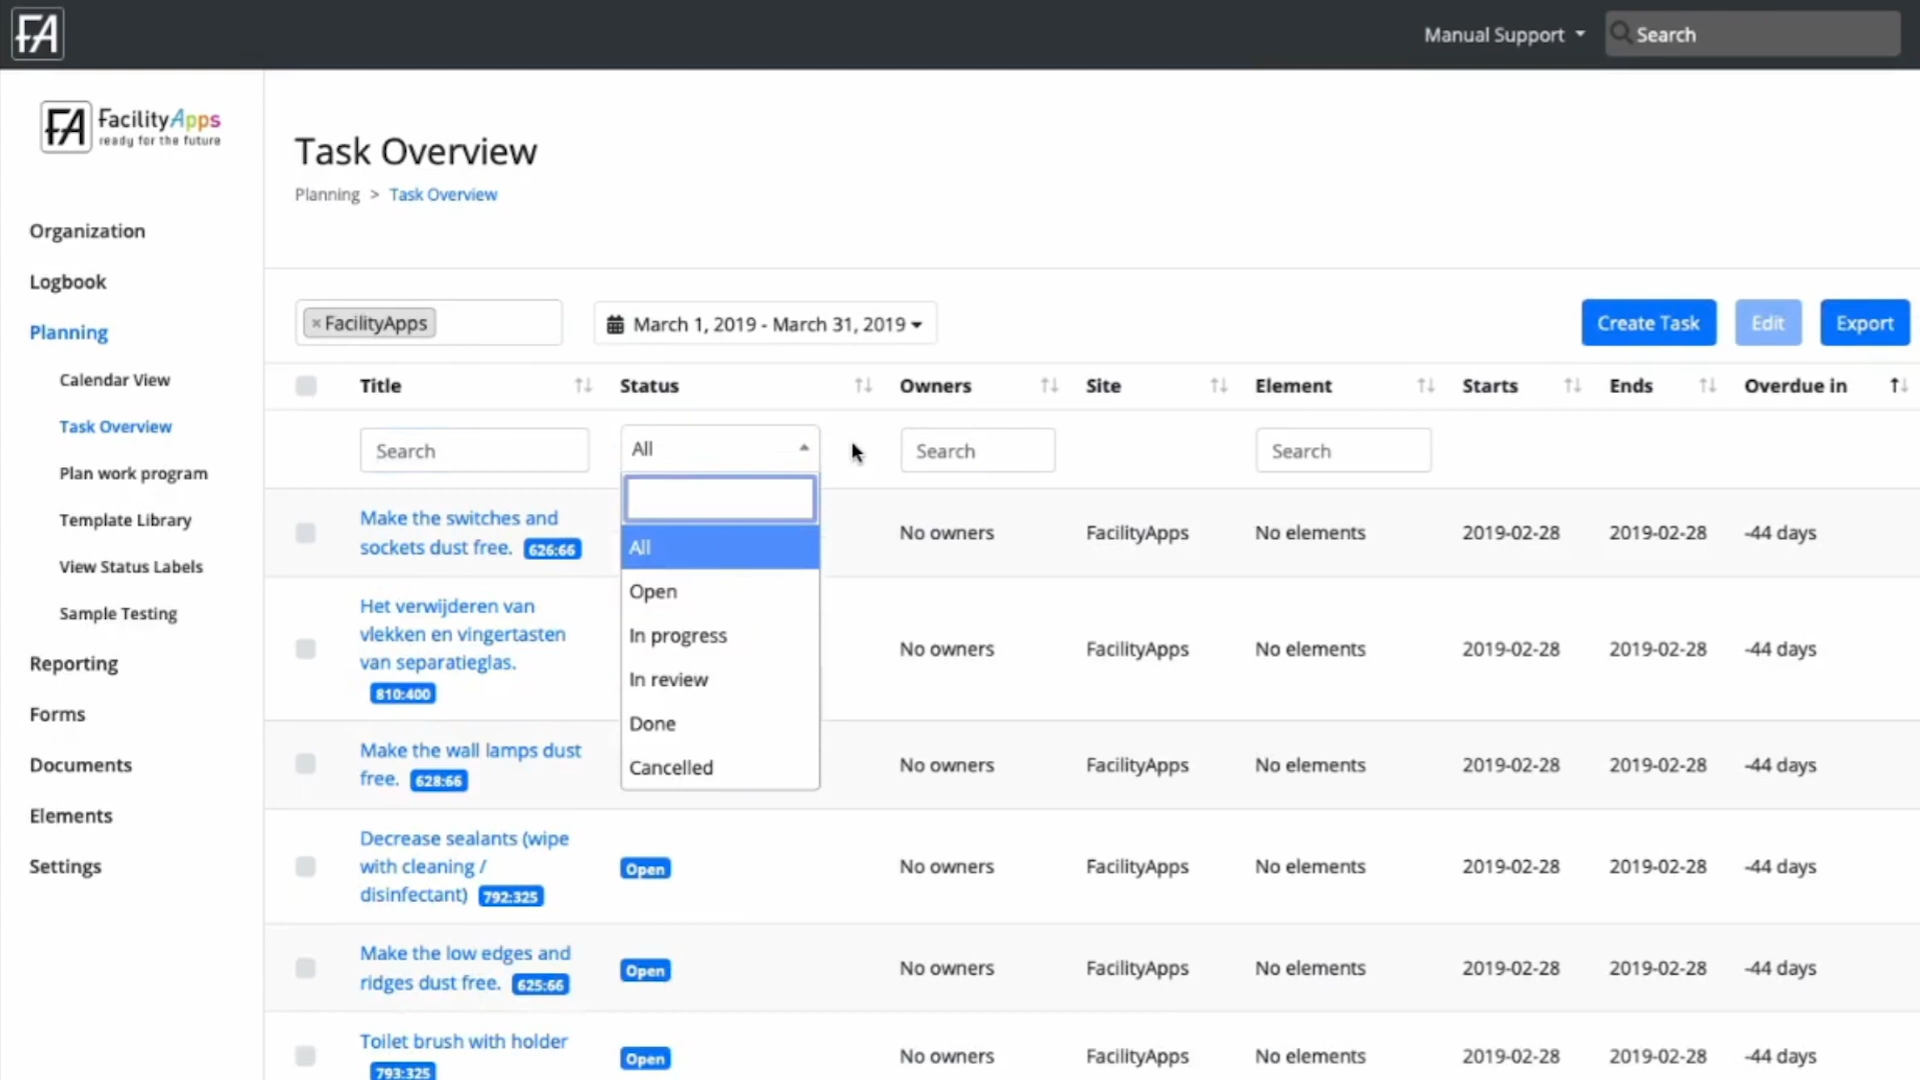 FA
Manual Support
Search
FA FacilityApps
ready for the future
Organization
Logbook
Planning
Calendar View
Task Overview
Plan work program
Template Library
View Status Labels
Sample Testing
Reporting
Forms
Documents
Elements
Settings
Task Overview
Planning > Task Overview
× FacilityApps
March 1, 2019 - March 31, 2019
Create Task
Edit
Export
Title Status Owners Site Element Starts Ends Overdue in
Search All Search Search
All
Open
In progress
In review
Done
Cancelled
Make the switches and
sockets dust free. 626:66
No owners FacilityApps No elements 2019-02-28 2019-02-28 -44 days
Het verwijderen van
vlekken en vingertasten
van separatieglas.
810:400
No owners FacilityApps No elements 2019-02-28 2019-02-28 -44 days
Make the wall lamps dust
free. 628:66
No owners FacilityApps No elements 2019-02-28 2019-02-28 -44 days
Decrease sealants (wipe
with cleaning /
disinfectant) 792:325
Open No owners FacilityApps No elements 2019-02-28 2019-02-28 -44 days
Make the low edges and
ridges dust free. 625:66
Open No owners FacilityApps No elements 2019-02-28 2019-02-28 -44 days
Toilet brush with holder
793:325
Open No owners FacilityApps No elements 2019-02-28 2019-02-28 -44 days